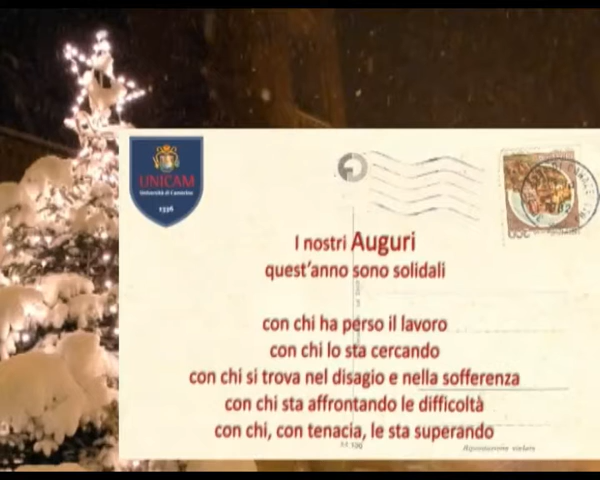 UNICAM
Università di Camerino
1336
I nostri Auguri
quest'anno sono solidali
con chi ha perso il lavoro
con chi lo sta cercando
con chi si trova nel disagio e nella sofferenza
con chi sta affrontando le difficoltà
con chi, con tenacia, le sta superando
Riproduzione vietata